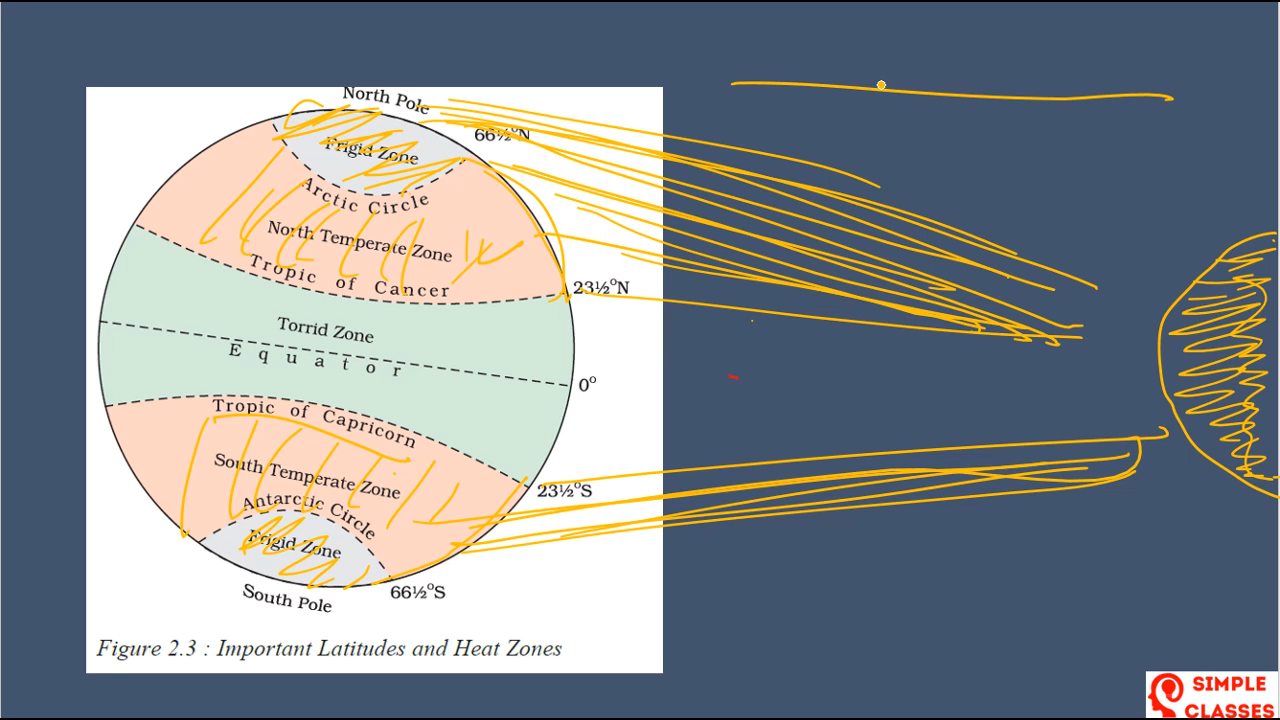 North Pole
66½°N
Frigid Zone
Arctic Circle
North Temperate Zone
Tropic of Cancer
23½°N
Torrid Zone
Equator
0°
Tropic of Capricorn
South Temperate Zone
23½°S
Antarctic Circle
Frigid Zone
66½°S
South Pole
Figure 2.3 : Important Latitudes and Heat Zones
SIMPLE
CLASSES